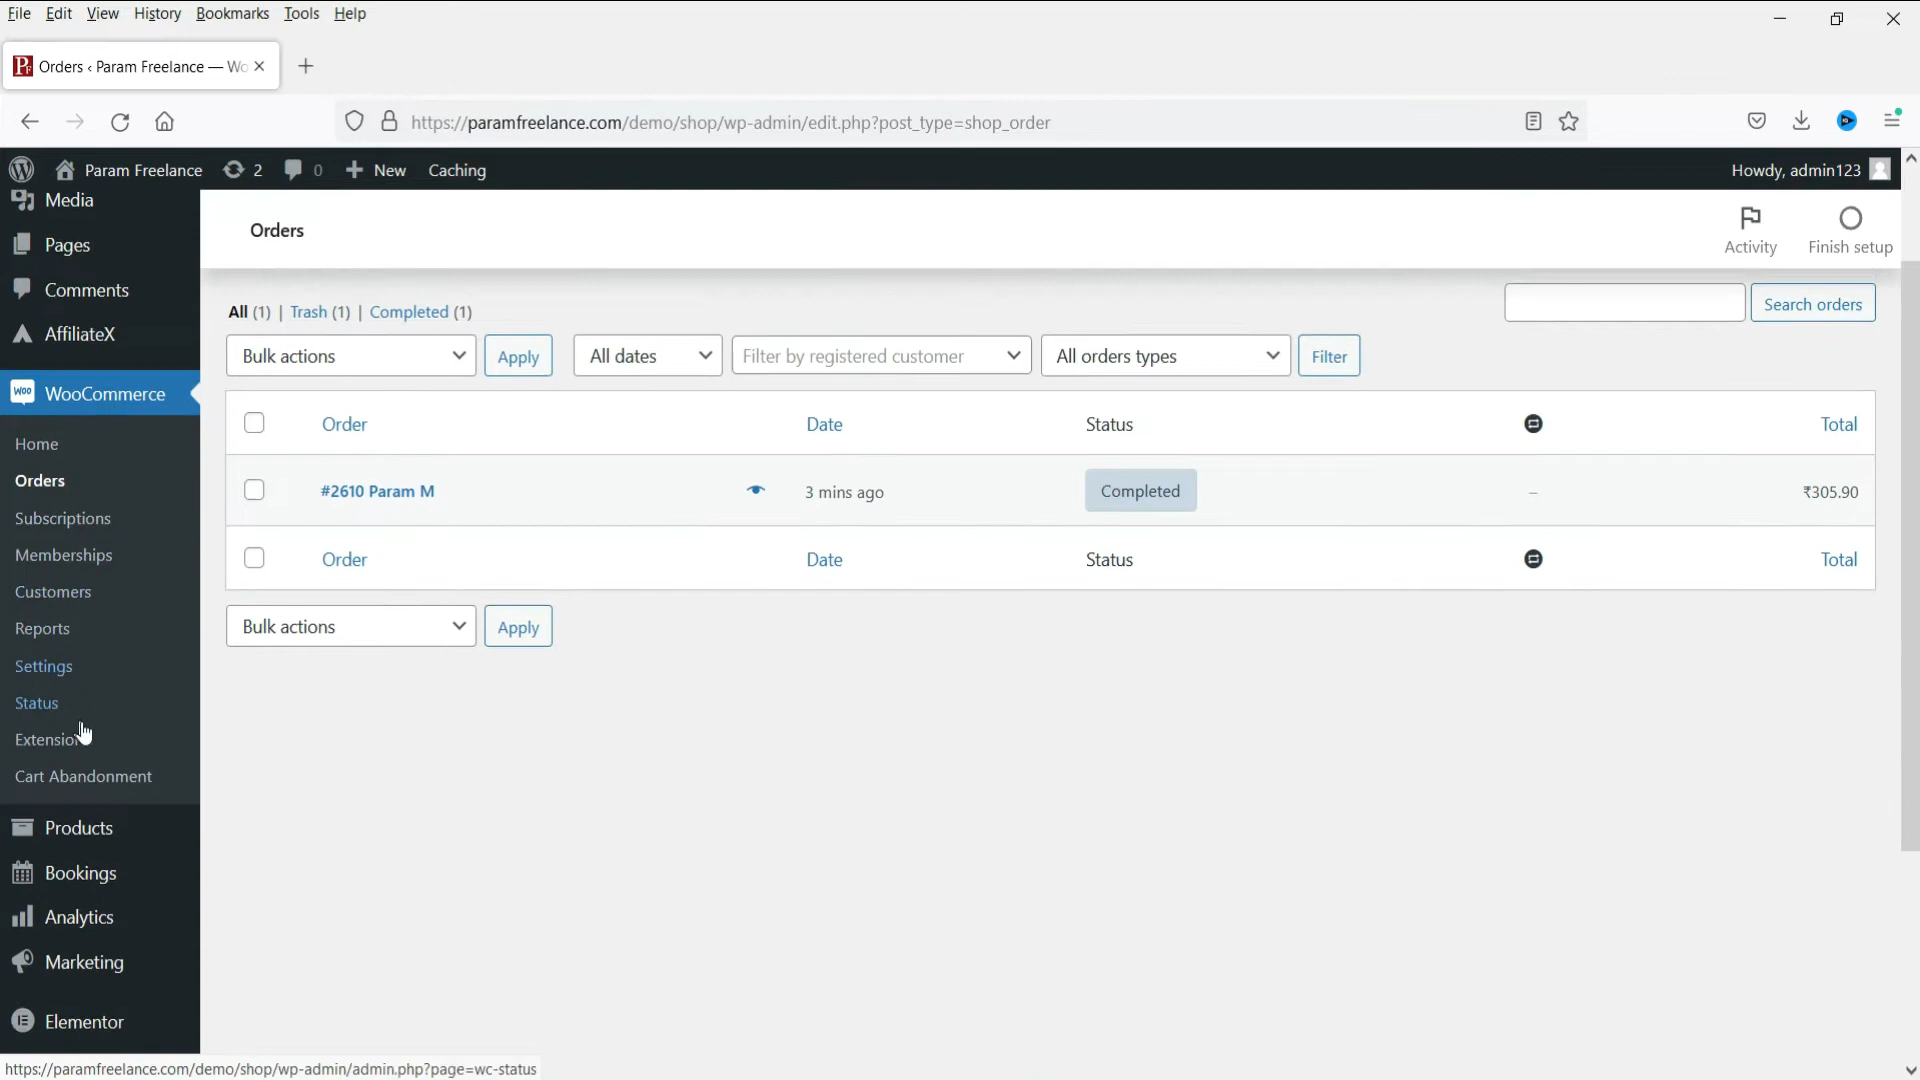 File Edit View History Bookmarks Tools Help
Orders ‹ Param Freelance — Wo
https://paramfreelance.com/demo/shop/wp-admin/edit.php?post_type=shop_order
Param Freelance 2 0 New Caching Howdy, admin123
Media
Pages
Comments
AffiliateX
WooCommerce
Home
Orders
Subscriptions
Memberships
Customers
Reports
Settings
Status
Extension
Cart Abandonment
Products
Bookings
Analytics
Marketing
Elementor
Orders
Activity Finish setup
All (1) | Trash (1) | Completed (1)
Search orders
Bulk actions Apply All dates Filter by registered customer All orders types Filter
Order Date Status Total
#2610 Param M 3 mins ago Completed – ₹305.90
Order Date Status Total
Bulk actions Apply
https://paramfreelance.com/demo/shop/wp-admin/admin.php?page=wc-status